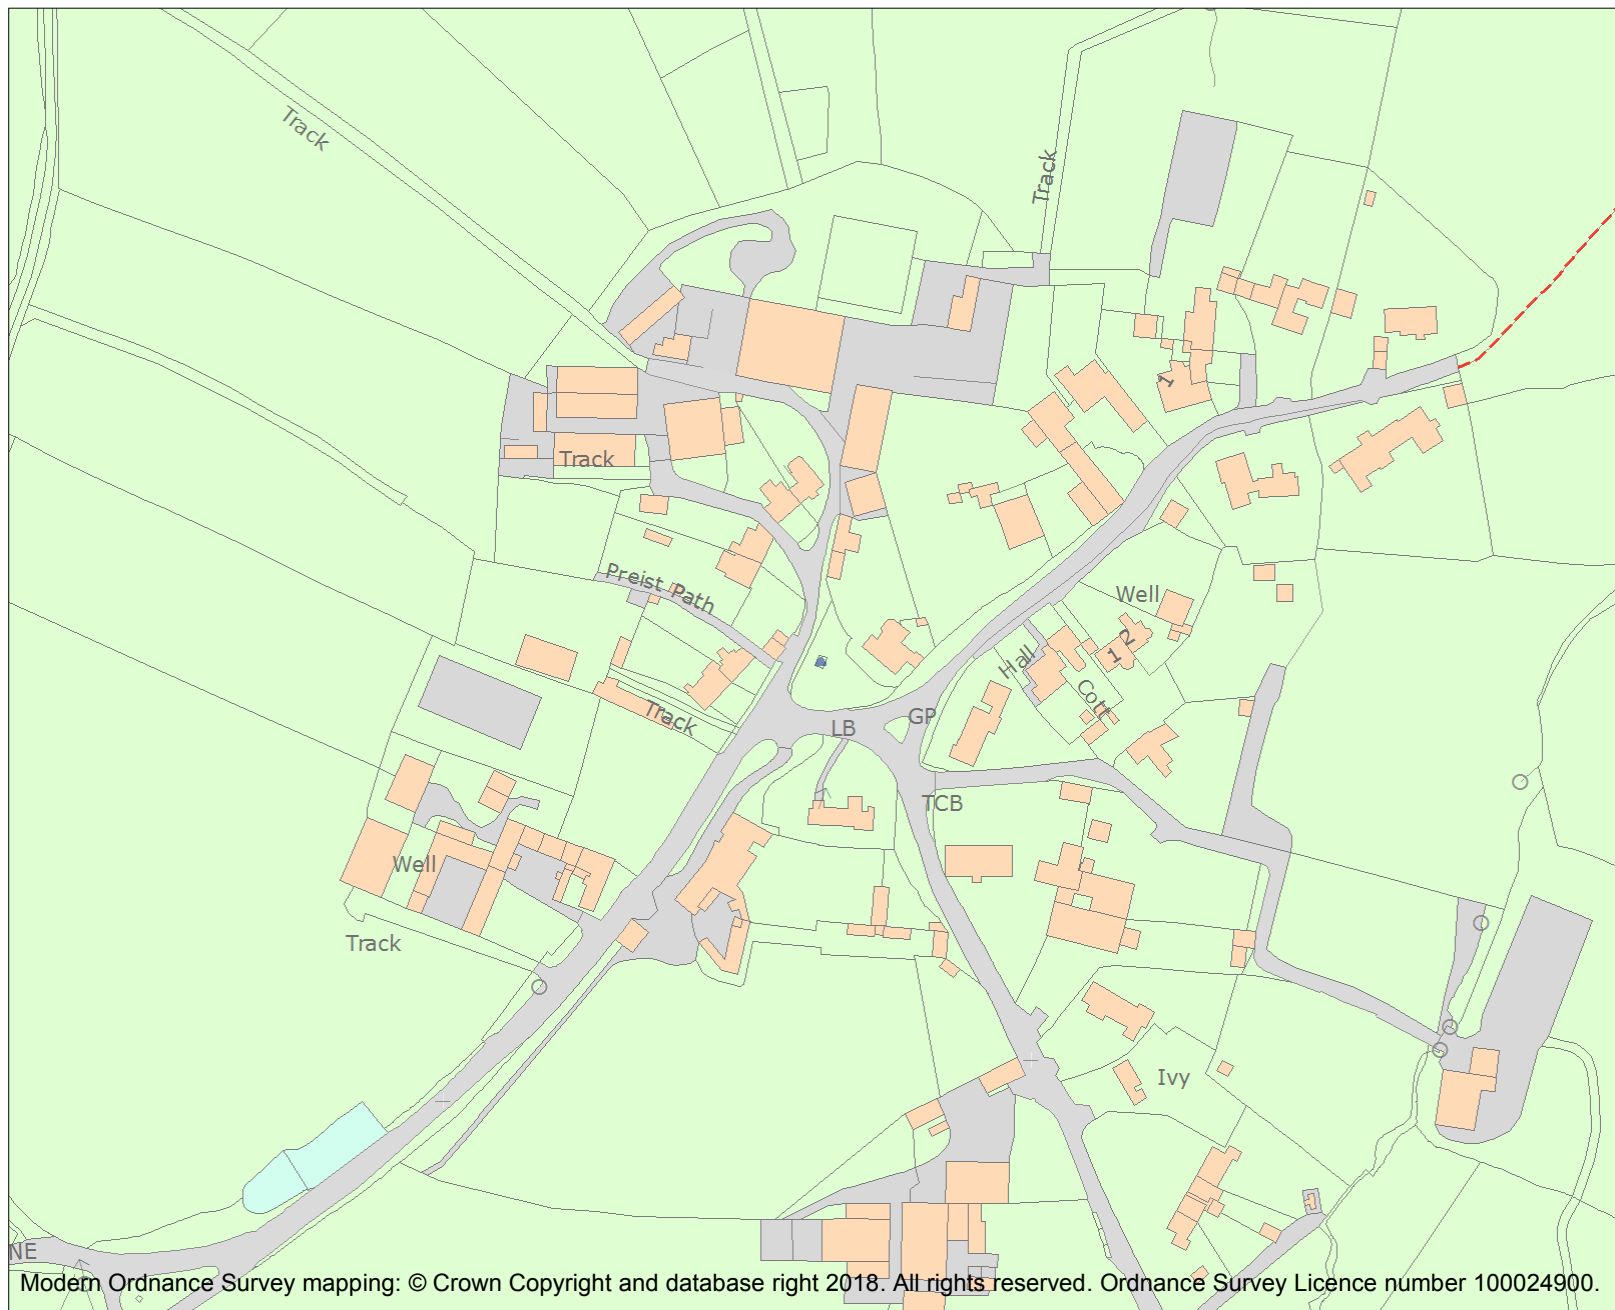 Track
Track
Track
1
Preist Path
Well
2
1
Hall
Cott
Track
LB
GP
TCB
Well
Track
Ivy
NE
Modern Ordnance Survey mapping: © Crown Copyright and database right 2018. All rights reserved. Ordnance Survey Licence number 100024900.